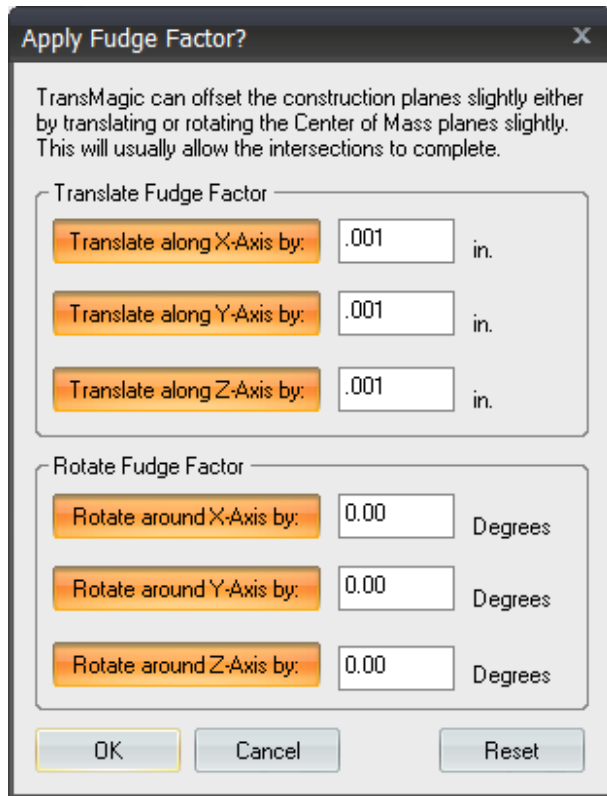 Apply Fudge Factor? X
TransMagic can offset the construction planes slightly either
by translating or rotating the Center of Mass planes slightly.
This will usually allow the intersections to complete.
Translate Fudge Factor
Translate along X-Axis by: .001 in.
Translate along Y-Axis by: .001 in.
Translate along Z-Axis by: .001 in.
Rotate Fudge Factor
Rotate around X-Axis by: 0.00 Degrees
Rotate around Y-Axis by: 0.00 Degrees
Rotate around Z-Axis by: 0.00 Degrees
OK Cancel Reset